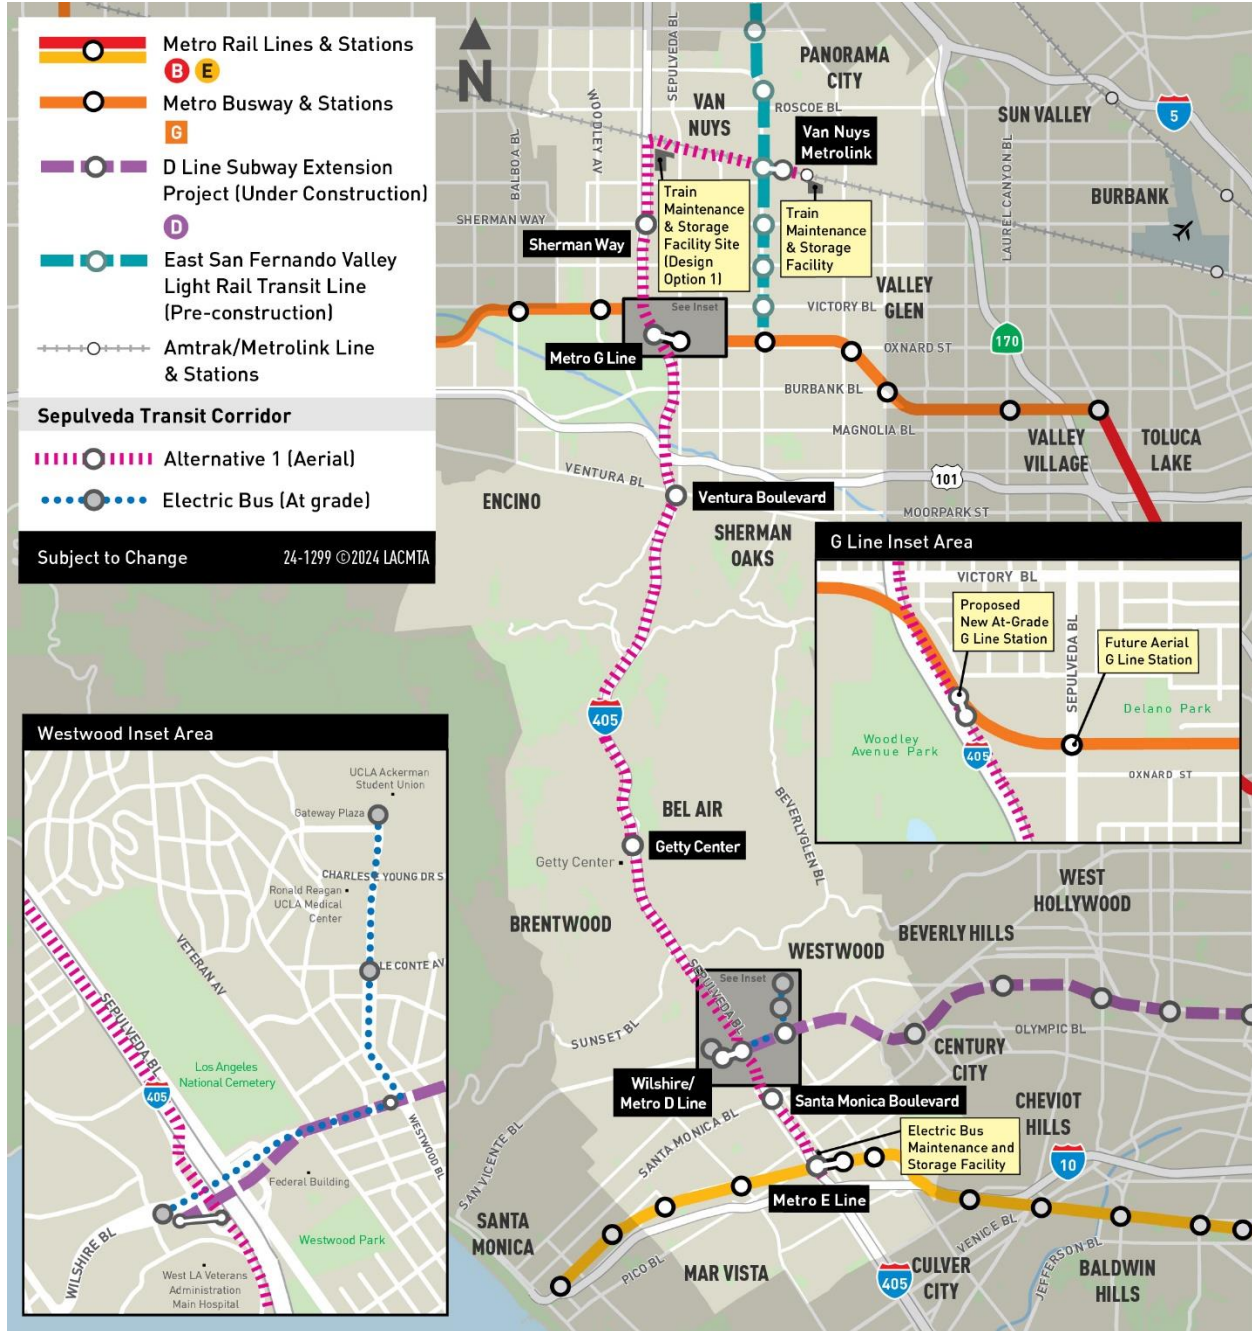 Metro Rail Lines & Stations
B E
Metro Busway & Stations
G
D Line Subway Extension
Project (Under Construction)
D
East San Fernando Valley
Light Rail Transit Line
(Pre-construction)
Amtrak/Metrolink Line
& Stations
Sepulveda Transit Corridor
Alternative 1 (Aerial)
Electric Bus (At grade)
Subject to Change 24-1299 ©2024 LACMTA
N
SEPULVEDA BL
PANORAMA
CITY
WOODLEY AV
VAN
NUYS
ROSCOE BL
BALBOA BL
Van Nuys
Metrolink
SUN VALLEY
5
LAUREL CANYON BL
BURBANK
SHERMAN WAY
Sherman Way
Train
Maintenance
& Storage
Facility Site
(Design
Option 1)
Train
Maintenance
& Storage
Facility
VALLEY
GLEN
VICTORY BL
See Inset
Metro G Line
OXNARD ST
170
BURBANK BL
MAGNOLIA BL
VALLEY
VILLAGE
TOLUCA
LAKE
VENTURA BL
101
ENCINO
Ventura Boulevard
MOORPARK ST
SHERMAN
OAKS
G Line Inset Area
VICTORY BL
Proposed
New At-Grade
G Line Station
SEPULVEDA BL
Future Aerial
G Line Station
Delano Park
Woodley
Avenue Park
405
OXNARD ST
405
BEVERLYGLEN BL
BEL AIR
Getty Center
Getty Center
BRENTWOOD
WEST
HOLLYWOOD
WESTWOOD
BEVERLY HILLS
See Inset
SEPULVEDA BL
SUNSET BL
OLYMPIC BL
CENTURY
CITY
Wilshire/
Metro D Line
Santa Monica Boulevard
CHEVIOT
HILLS
SANTA MONICA BL
SAN VICENTE BL
Electric Bus
Maintenance and
Storage Facility
10
Metro E Line
SANTA
MONICA
PICO BL
MAR VISTA
405
CULVER
CITY
VENICE BL
JEFFERSON BL
BALDWIN
HILLS
Westwood Inset Area
UCLA Ackerman
Student Union
Gateway Plaza
CHARLES E YOUNG DR S
Ronald Reagan
UCLA Medical
Center
VETERAN AV
LE CONTE AV
SEPULVEDA BL
Los Angeles
National Cemetery
405
WESTWOOD BL
Federal Building
WILSHIRE BL
Westwood Park
West LA Veterans
Administration
Main Hospital